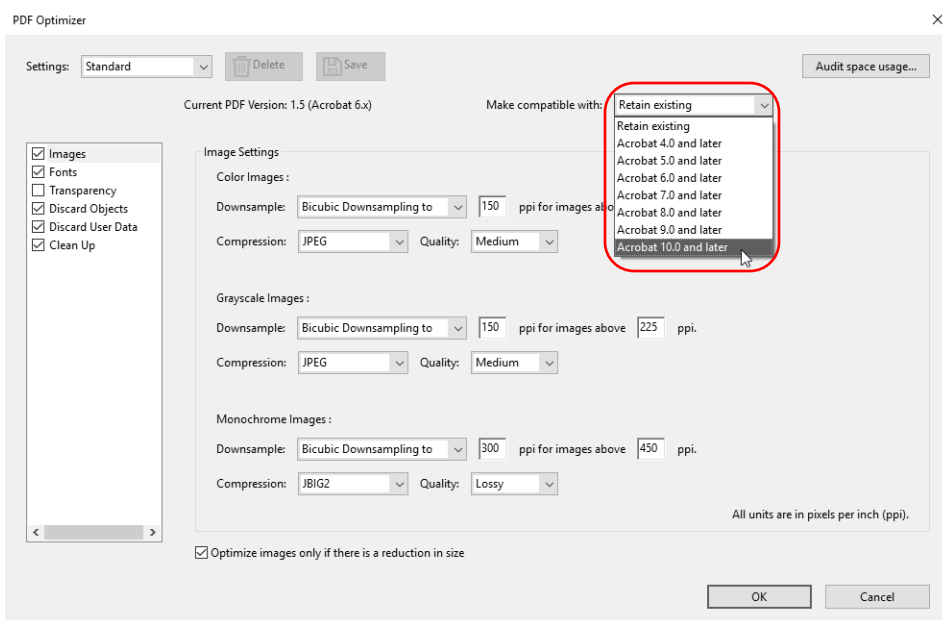 PDF Optimizer
Settings: Standard Delete Save Audit space usage...
Current PDF Version: 1.5 (Acrobat 6.x) Make compatible with: Retain existing
Retain existing
Acrobat 4.0 and later
Acrobat 5.0 and later
Acrobat 6.0 and later
Acrobat 7.0 and later
Acrobat 8.0 and later
Acrobat 9.0 and later
Acrobat 10.0 and later
Images
Fonts
Transparency
Discard Objects
Discard User Data
Clean Up
Image Settings
Color Images :
Downsample: Bicubic Downsampling to 150 ppi for images abo
Compression: JPEG Quality: Medium
Grayscale Images :
Downsample: Bicubic Downsampling to 150 ppi for images above 225 ppi.
Compression: JPEG Quality: Medium
Monochrome Images :
Downsample: Bicubic Downsampling to 300 ppi for images above 450 ppi.
Compression: JBIG2 Quality: Lossy
All units are in pixels per inch (ppi).
Optimize images only if there is a reduction in size
OK Cancel